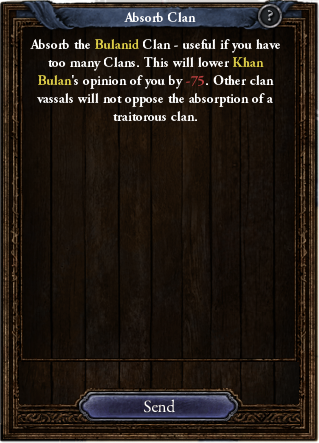 Absorb Clan
?
Absorb the Bulanid Clan - useful if you have
too many Clans. This will lower Khan
Bulan's opinion of you by -75. Other clan
vassals will not oppose the absorption of a
traitorous clan.
Send